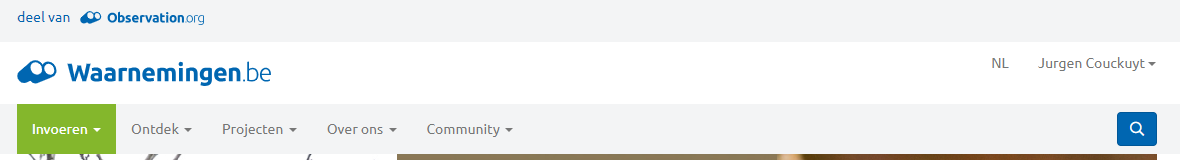 deel van Observation.org
Waarnemingen.be
NL Jurgen Couckuyt
Invoeren Ontdek Projecten Over ons Community